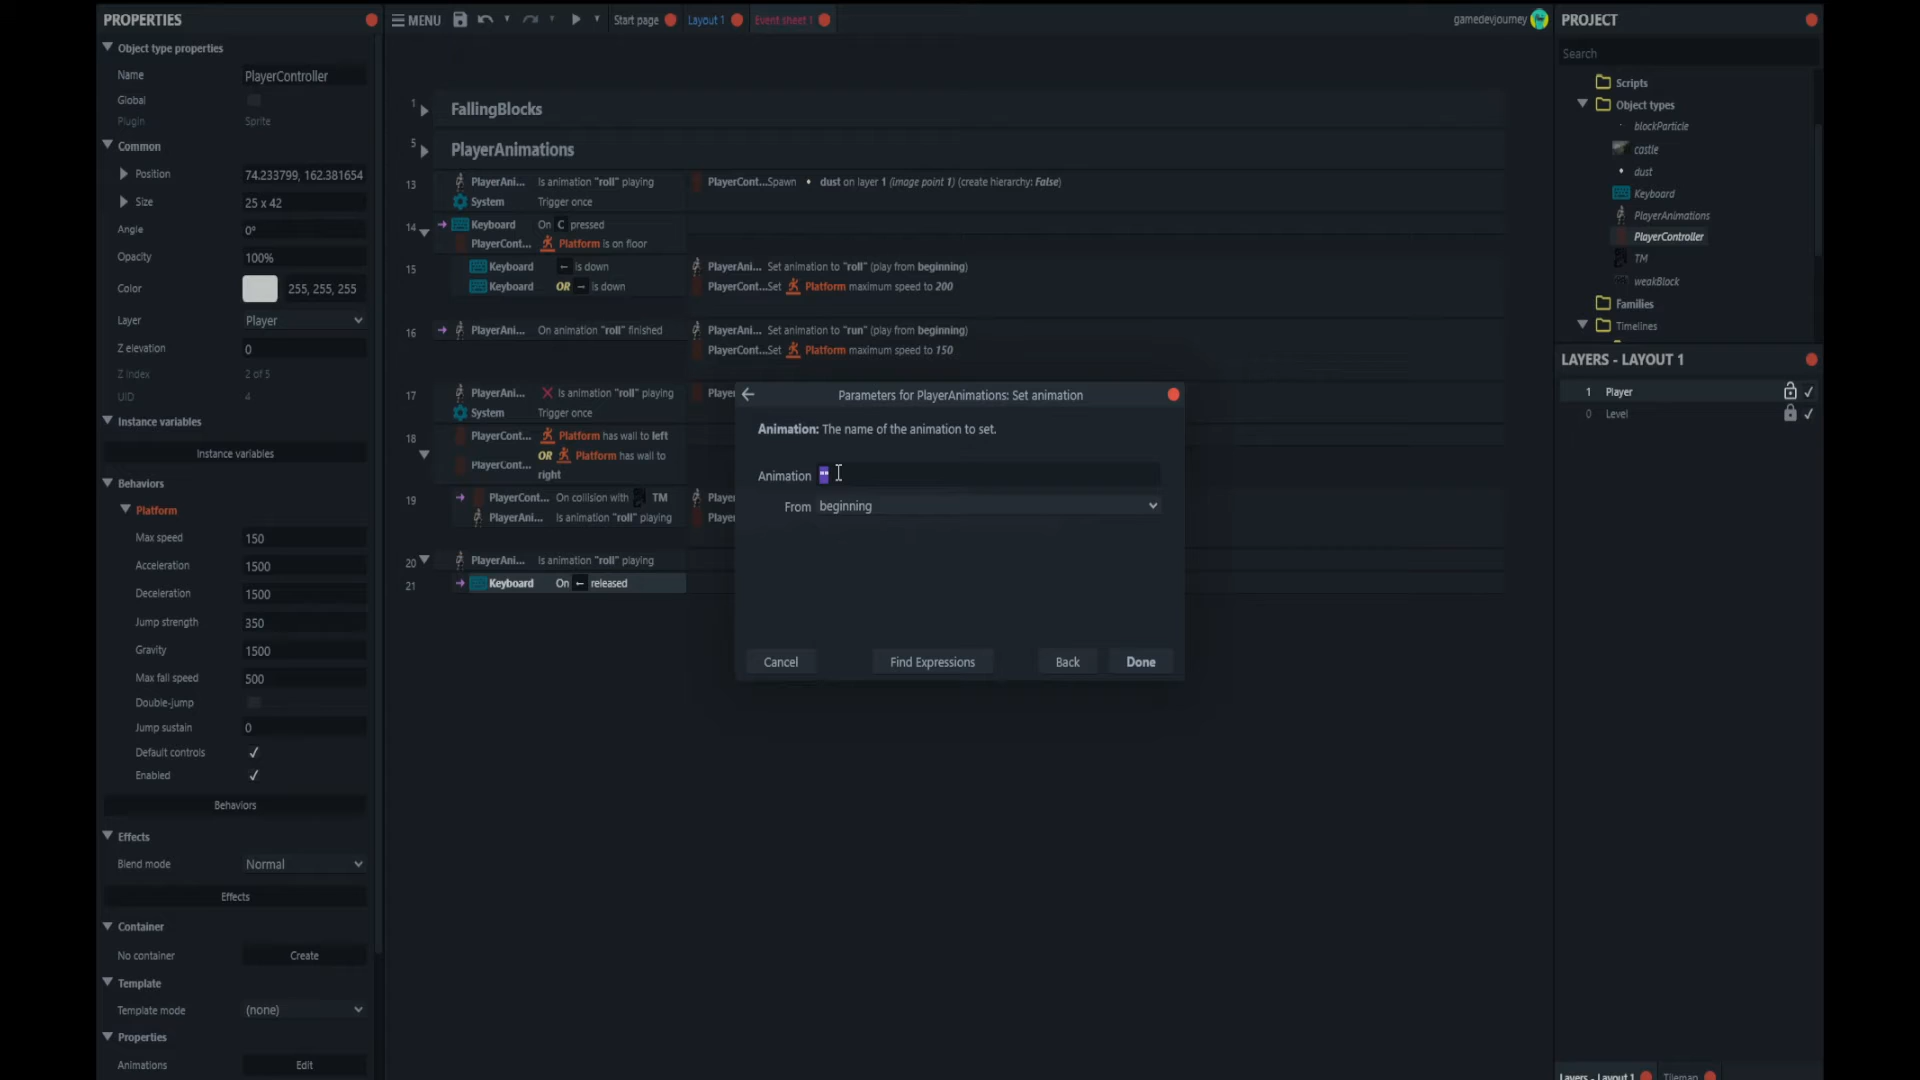 PROPERTIES
Object type properties
Name PlayerController
Global
Plugin Sprite
Common
Position 74.233799, 162.381654
Size 25 x 42
Angle 0°
Opacity 100%
Color 255, 255, 255
Layer Player
Z elevation 0
Z index 2 of 5
UID 4
Instance variables
Instance variables
Behaviors
Platform
Max speed 150
Acceleration 1500
Deceleration 1500
Jump strength 350
Gravity 1500
Max fall speed 500
Double-jump
Jump sustain 0
Default controls
Enabled
Behaviors
Effects
Blend mode Normal
Effects
Container
No container Create
Template
Template mode (none)
Properties
Animations Edit
MENU Start page Layout 1 Event sheet 1 gamedevjourney
1 FallingBlocks
5 PlayerAnimations
13 PlayerAni... Is animation "roll" playing PlayerCont...Spawn dust on layer 1 (image point 1) (create hierarchy: False)
System Trigger once
14 Keyboard On C pressed
PlayerCont... Platform is on floor
15 Keyboard ← is down PlayerAni... Set animation to "roll" (play from beginning)
Keyboard OR → is down PlayerCont...Set Platform maximum speed to 200
16 PlayerAni... On animation "roll" finished PlayerAni... Set animation to "run" (play from beginning)
PlayerCont...Set Platform maximum speed to 150
17 PlayerAni... Is animation "roll" playing Player
System Trigger once
18 PlayerCont... Platform has wall to left
PlayerCont... OR Platform has wall to right
19 PlayerCont... On collision with TM Player
PlayerAni... Is animation "roll" playing Player
20 PlayerAni... Is animation "roll" playing
21 Keyboard On ← released
Parameters for PlayerAnimations: Set animation
Animation: The name of the animation to set.
Animation ""
From beginning
Cancel Find Expressions Back Done
PROJECT
Search
Scripts
Object types
blockParticle
castle
dust
Keyboard
PlayerAnimations
PlayerController
TM
weakBlock
Families
Timelines
LAYERS - LAYOUT 1
1 Player
0 Level
Layers - Layout 1 Tilemap